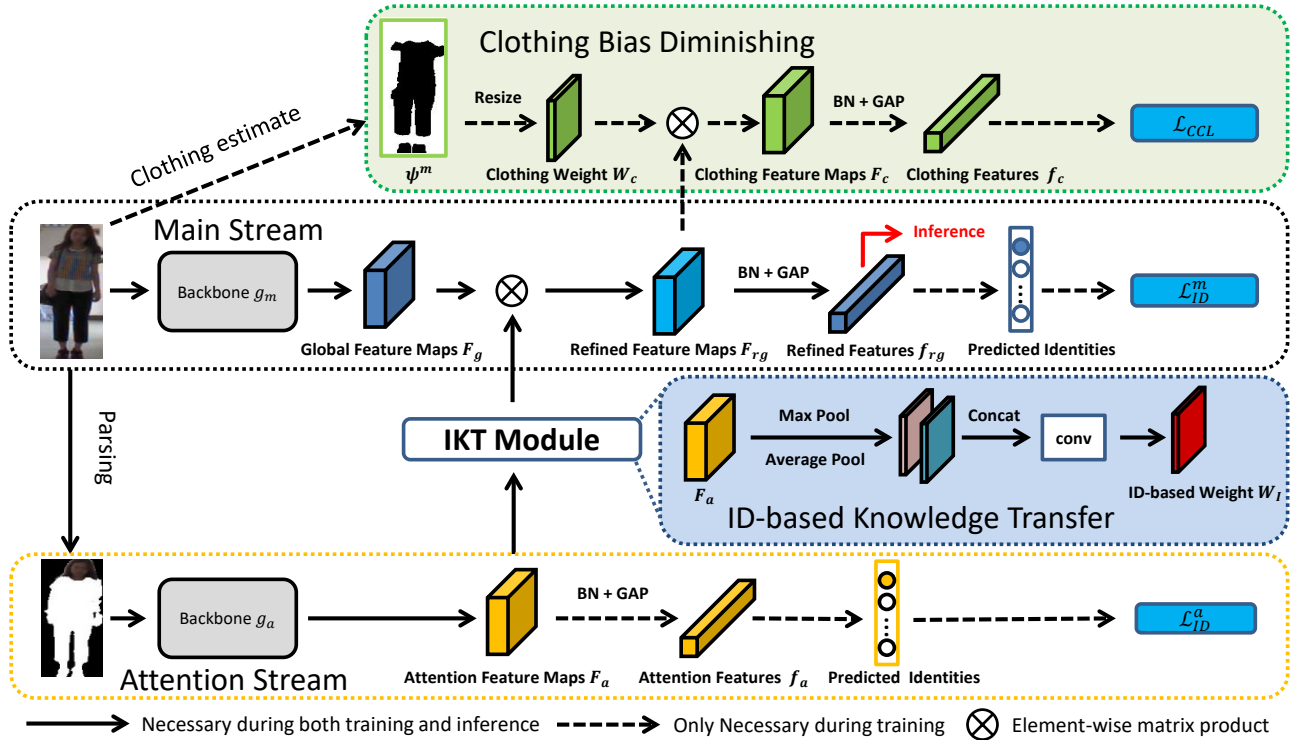 Clothing Bias Diminishing
Resize
BN + GAP
ψ^m
Clothing Weight W_c
Clothing Feature Maps F_c
Clothing Features f_c
ℒ_CCL
Clothing estimate
Main Stream
Inference
Backbone g_m
BN + GAP
ℒ_ID^m
Global Feature Maps F_g
Refined Feature Maps F_rg
Refined Features f_rg
Predicted Identities
Parsing
IKT Module
Max Pool
Average Pool
Concat
conv
F_a
ID-based Weight W_I
ID-based Knowledge Transfer
Backbone g_a
BN + GAP
ℒ_ID^a
Attention Stream
Attention Feature Maps F_a
Attention Features f_a
Predicted Identities
Necessary during both training and inference
Only Necessary during training
Element-wise matrix product